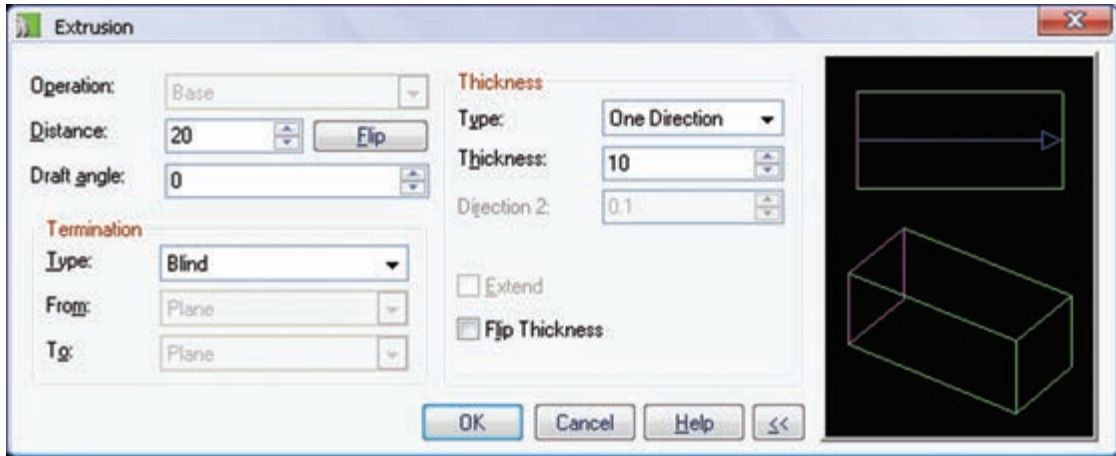 Extrusion
Operation: Base
Distance: 20 Flip
Draft angle: 0
Termination
Type: Blind
From: Plane
To: Plane
Thickness
Type: One Direction
Thickness: 10
Direction 2: 0.1
Extend
Flip Thickness
OK Cancel Help <<